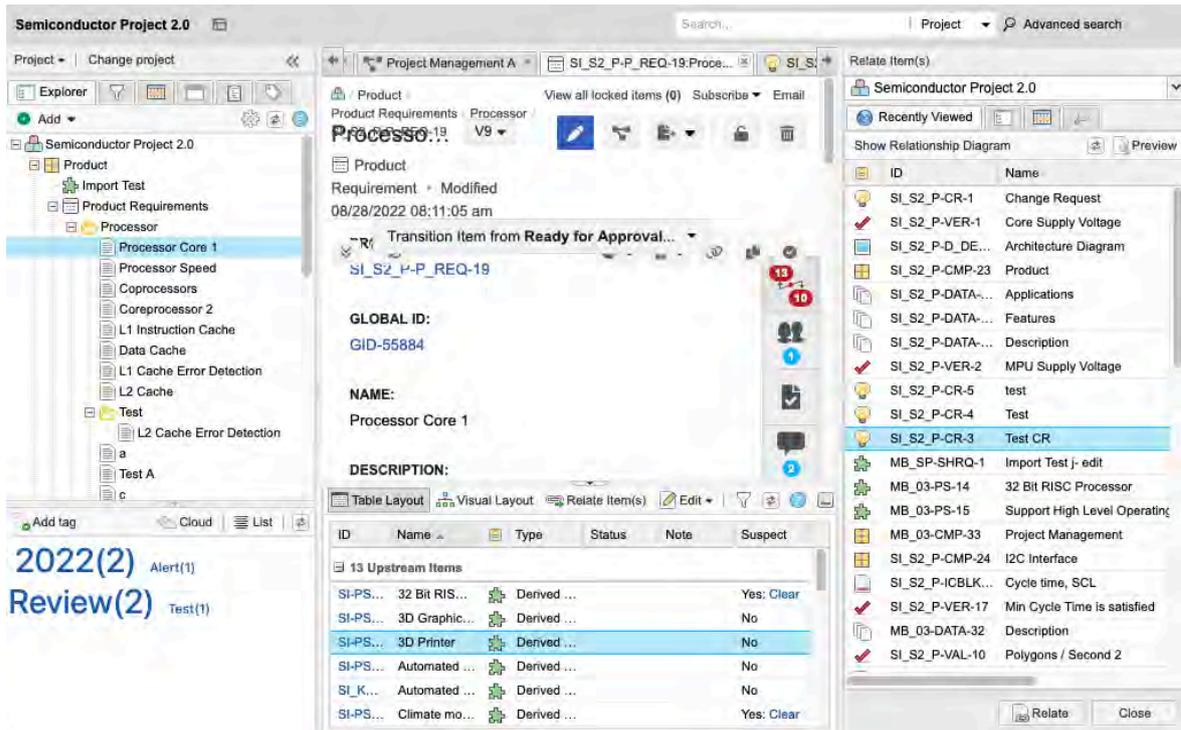 Semiconductor Project 2.0
Search...
Project
Advanced search
Project
Change project
Explorer
Add
Semiconductor Project 2.0
Product
Import Test
Product Requirements
Processor
Processor Core 1
Processor Speed
Coprocessors
Coreprocessor 2
L1 Instruction Cache
Data Cache
L1 Cache Error Detection
L2 Cache
Test
L2 Cache Error Detection
a
Test A
c
Add tag
Cloud
List
2022(2) Alert(1)
Review(2) Test(1)
Project Management A
SI_S2_P-P_REQ-19:Proce...
SI_S
Product
View all locked items (0) Subscribe Email
Product Requirements Processor
Processo... V9
Product
Requirement • Modified
08/28/2022 08:11:05 am
Transition Item from Ready for Approval...
SI_S2_P-P_REQ-19
13
10
GLOBAL ID:
GID-55884
1
NAME:
Processor Core 1
DESCRIPTION:
2
Table Layout Visual Layout Relate Item(s) Edit
ID Name Type Status Note Suspect
13 Upstream Items
SI-PS... 32 Bit RIS... Derived ... Yes: Clear
SI-PS... 3D Graphic... Derived ... No
SI-PS... 3D Printer Derived ... No
SI-PS... Automated ... Derived ... No
SI_K... Automated ... Derived ... No
SI-PS... Climate mo... Derived ... Yes: Clear
Relate Item(s)
Semiconductor Project 2.0
Recently Viewed
Show Relationship Diagram Preview
ID Name
SI_S2_P-CR-1 Change Request
SI_S2_P-VER-1 Core Supply Voltage
SI_S2_P-D_DE... Architecture Diagram
SI_S2_P-CMP-23 Product
SI_S2_P-DATA-... Applications
SI_S2_P-DATA-... Features
SI_S2_P-DATA-... Description
SI_S2_P-VER-2 MPU Supply Voltage
SI_S2_P-CR-5 test
SI_S2_P-CR-4 Test
SI_S2_P-CR-3 Test CR
MB_SP-SHRQ-1 Import Test j- edit
MB_03-PS-14 32 Bit RISC Processor
MB_03-PS-15 Support High Level Operating
MB_03-CMP-33 Project Management
SI_S2_P-CMP-24 I2C Interface
SI_S2_P-ICBLK... Cycle time, SCL
SI_S2_P-VER-17 Min Cycle Time is satisfied
MB_03-DATA-32 Description
SI_S2_P-VAL-10 Polygons / Second 2
Relate Close